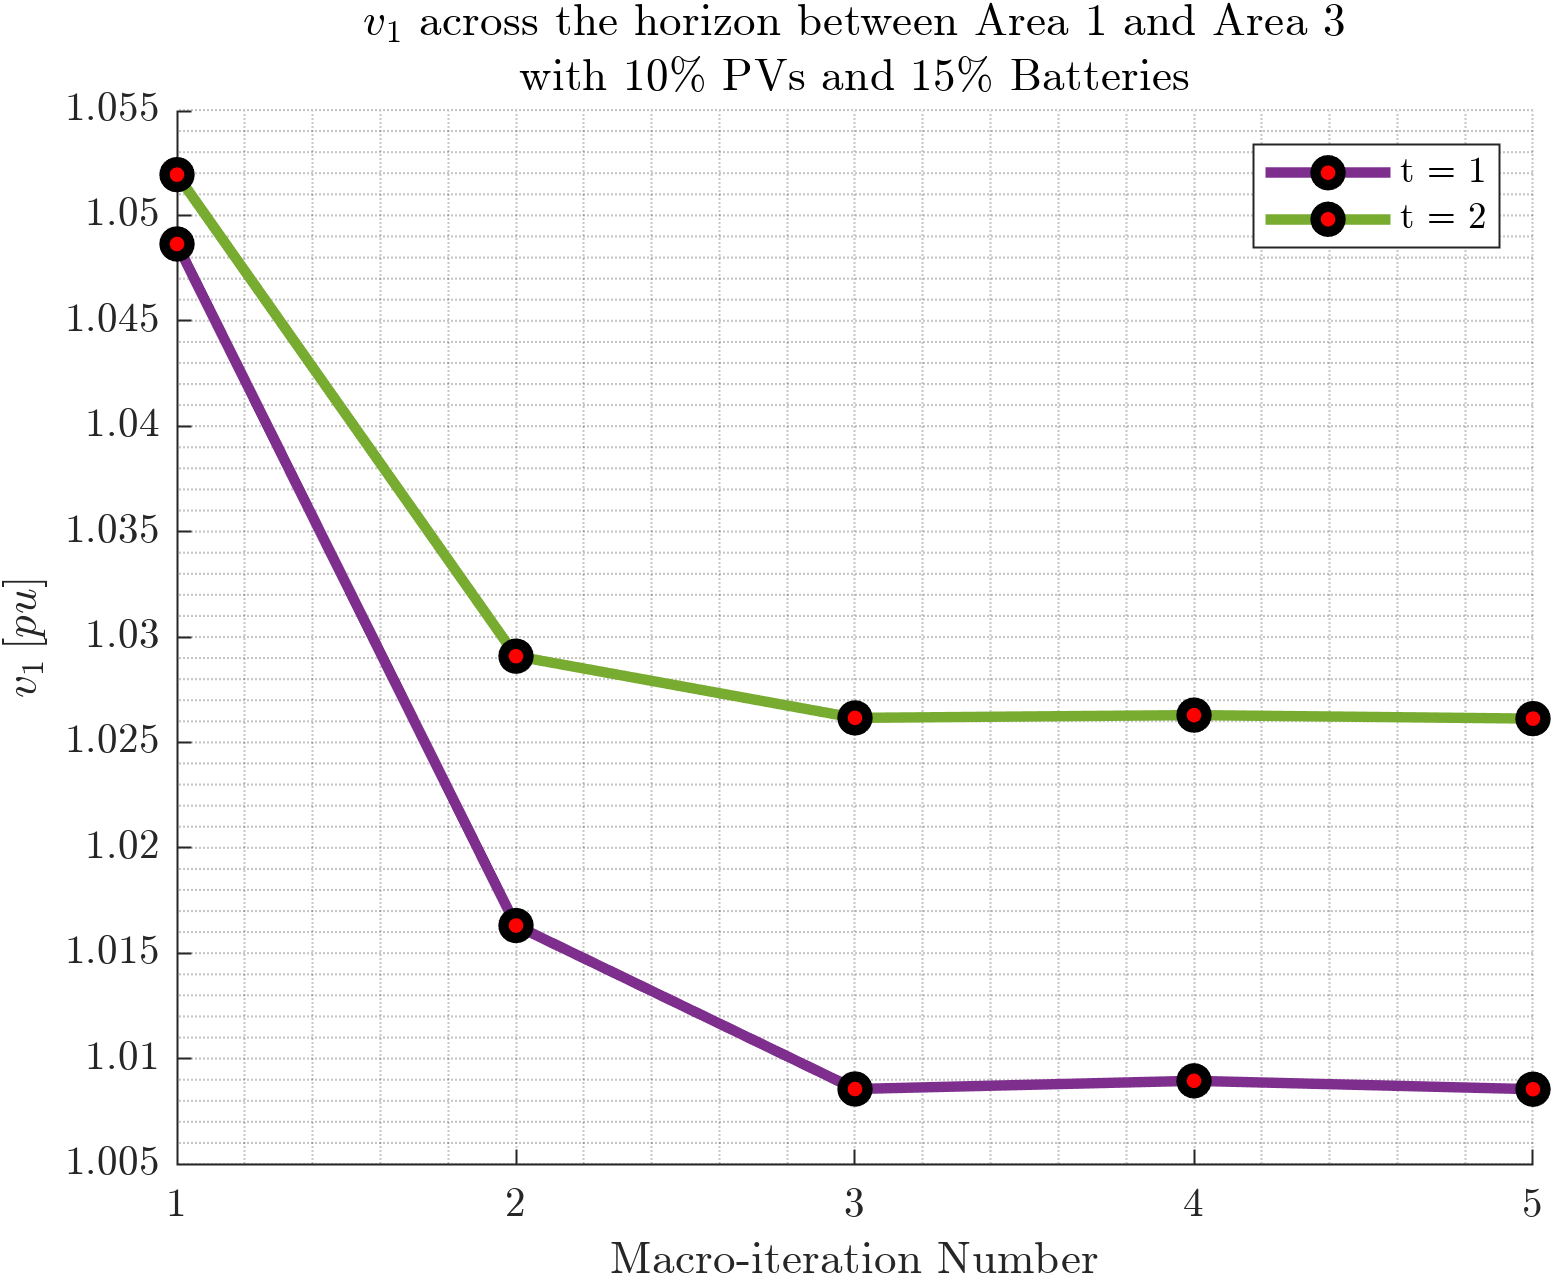 v₁ across the horizon between Area 1 and Area 3
with 10% PVs and 15% Batteries
1.055
1.05
1.045
1.04
1.035
1.03
1.025
1.02
1.015
1.01
1.005
v₁ [pu]
t = 1
t = 2
1 2 3 4 5
Macro-iteration Number